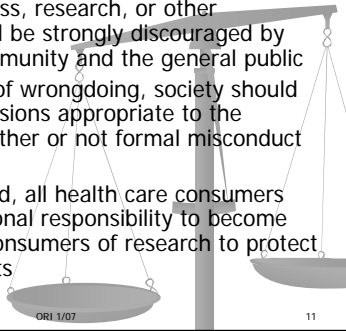 ss, research, or other
l be strongly discouraged by
munity and the general public
of wrongdoing, society should
sions appropriate to the
ther or not formal misconduct
d, all health care consumers
onal responsibility to become
onsumers of research to protect
ts
ORI 1/07
11